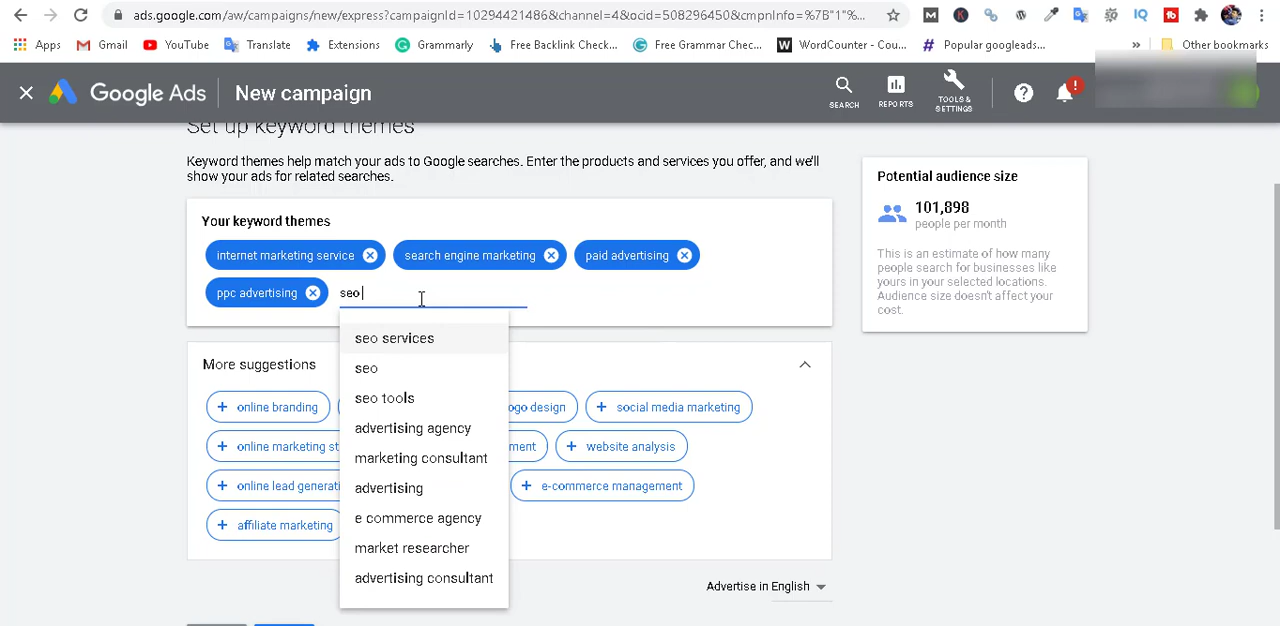 ads.google.com/aw/campaigns/new/express?campaignId=10294421486&channel=4&ocid=508296450&cmpnInfo=%7B"1"%...
Apps Gmail YouTube Translate Extensions Grammarly Free Backlink Check... Free Grammar Chec... WordCounter - Cou... Popular googleads... » Other bookmarks
Google Ads New campaign SEARCH REPORTS TOOLS & SETTINGS
Set up keyword themes
Keyword themes help match your ads to Google searches. Enter the products and services you offer, and we'll
show your ads for related searches.
Your keyword themes
internet marketing service search engine marketing paid advertising
ppc advertising seo
seo services
seo
seo tools
advertising agency
marketing consultant
advertising
e commerce agency
market researcher
advertising consultant
More suggestions
+ online branding ogo design + social media marketing
+ online marketing st ment + website analysis
+ online lead generati + e-commerce management
+ affiliate marketing
Advertise in English
Potential audience size
101,898
people per month
This is an estimate of how many
people search for businesses like
yours in your selected locations.
Audience size doesn't affect your
cost.